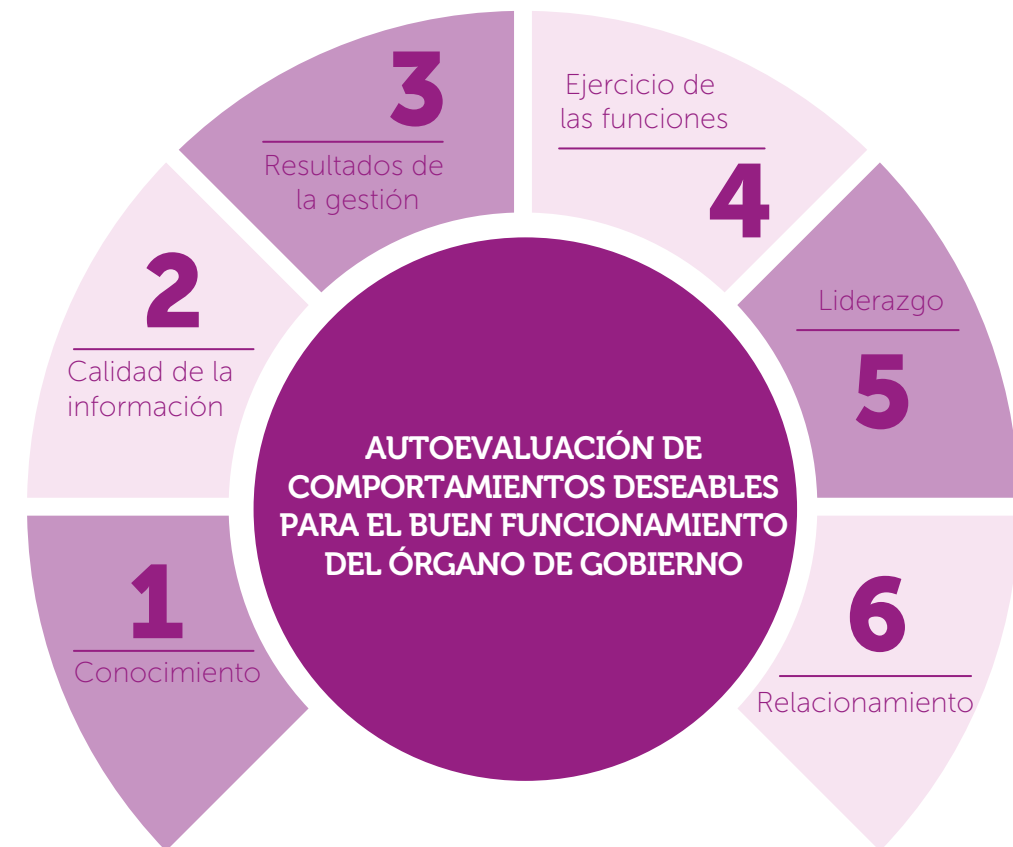 1
Conocimiento
2
Calidad de la
información
3
Resultados de
la gestión
Ejercicio de
las funciones
4
Liderazgo
5
6
Relacionamiento
AUTOEVALUACIÓN DE
COMPORTAMIENTOS DESEABLES
PARA EL BUEN FUNCIONAMIENTO
DEL ÓRGANO DE GOBIERNO